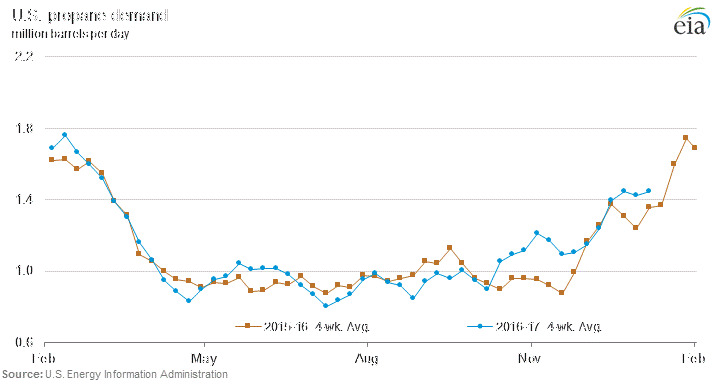 U.S. propane demand
million barrels per day
eia
2.2
1.8
1.4
1.0
0.6
2015-16 4-wk. Avg.
2016-17 4-wk. Avg.
Feb
May
Aug
Nov
Feb
Source: U.S. Energy Information Administration